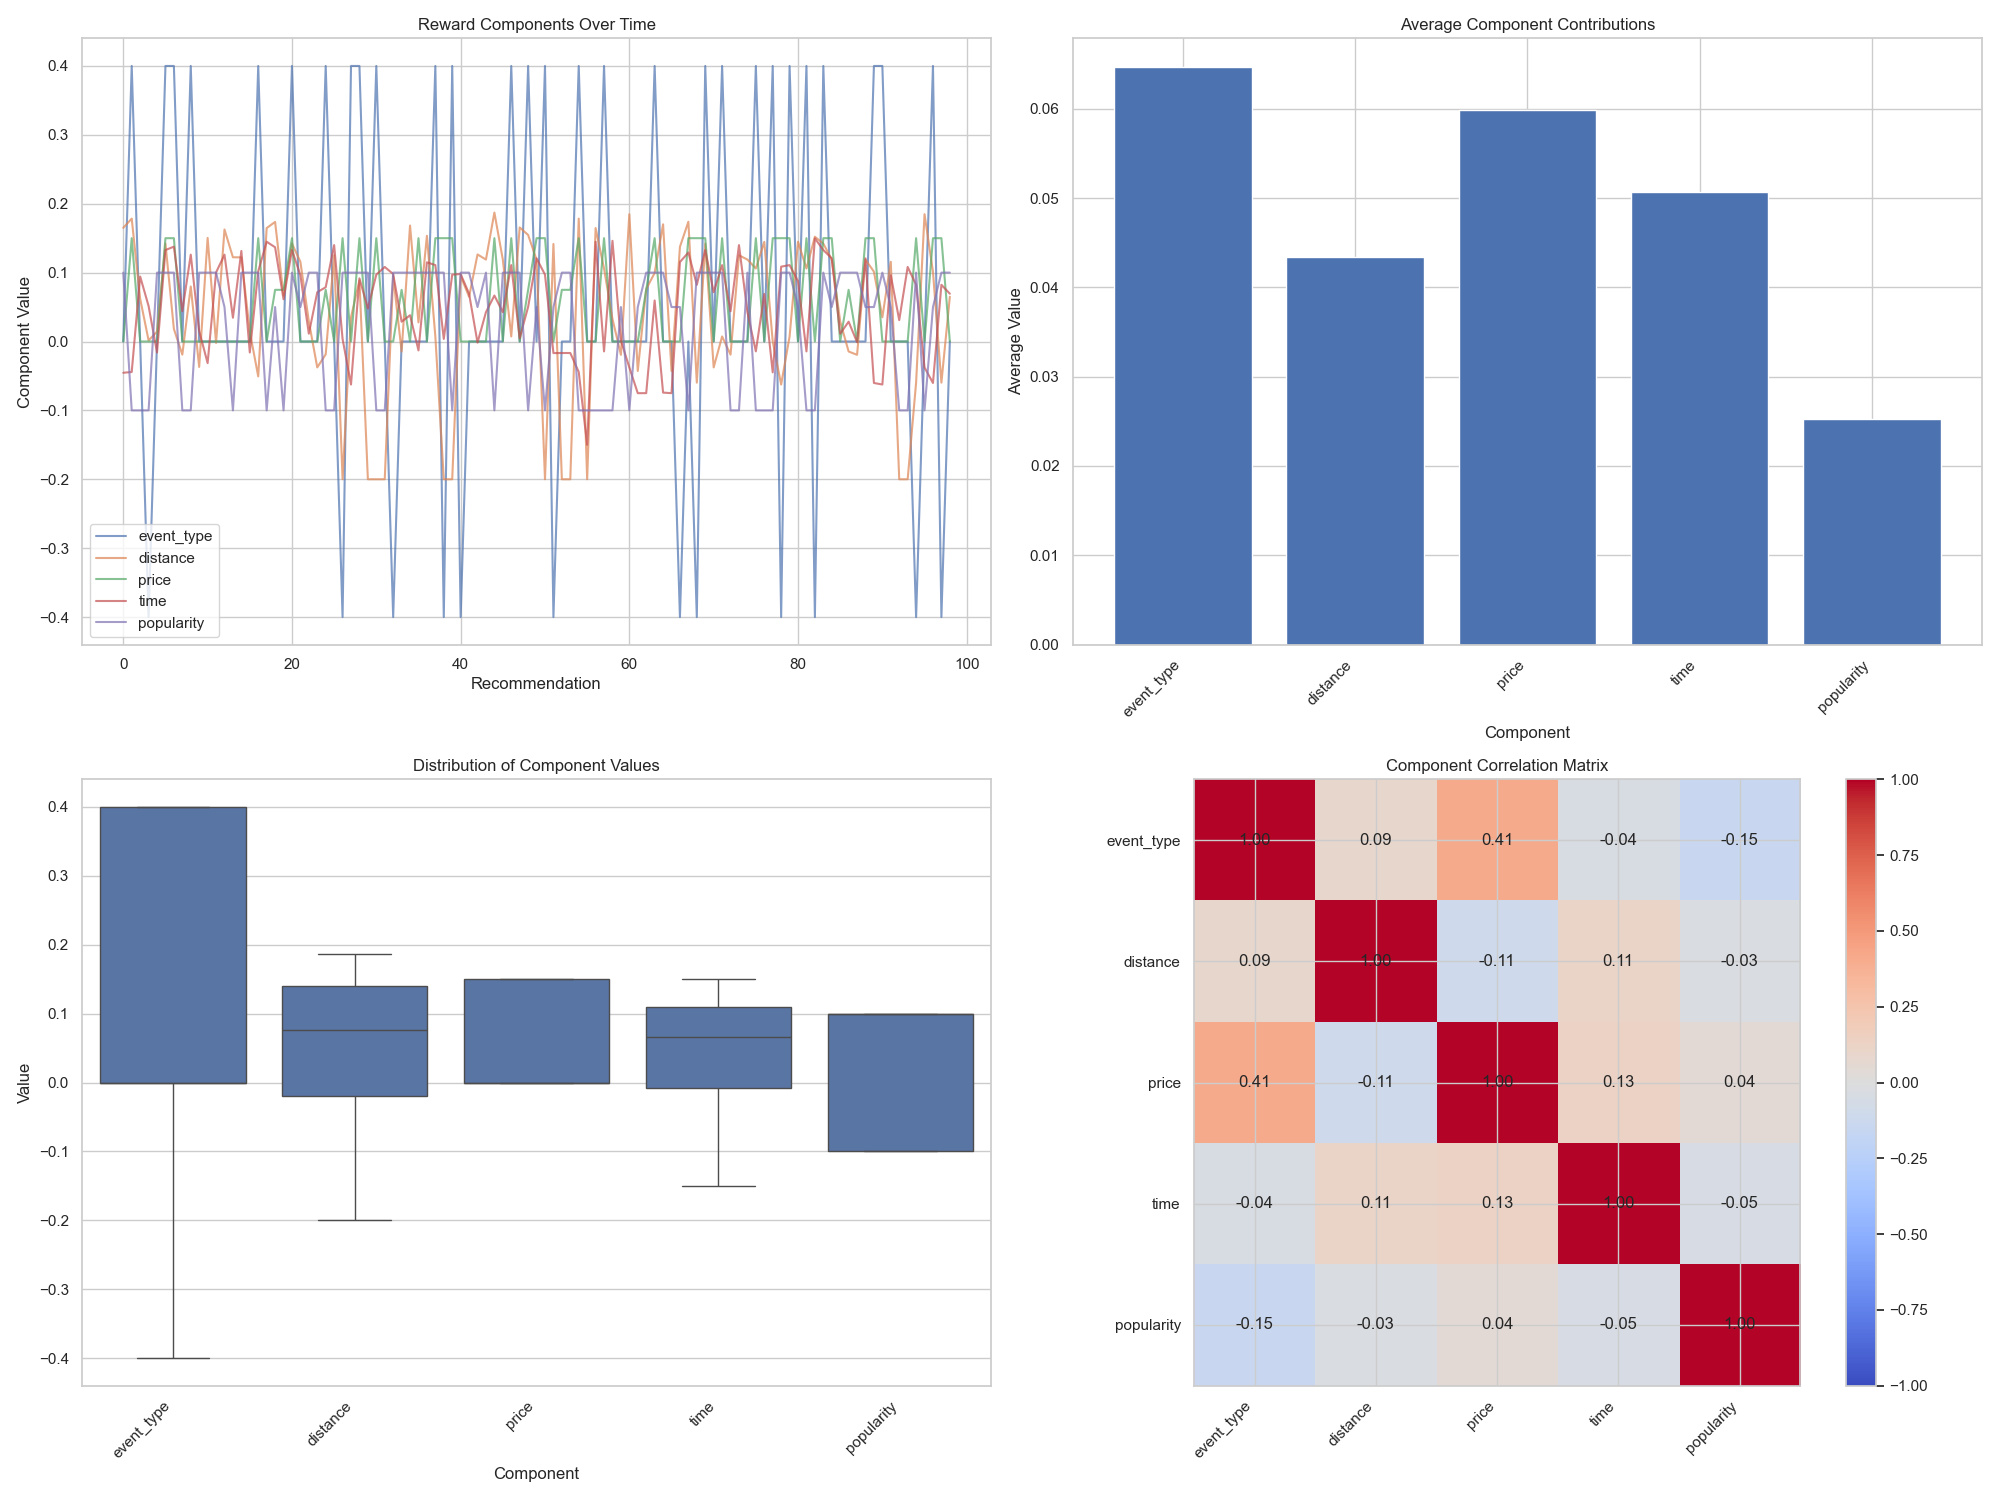 Reward Components Over Time
Component Value
0.4
0.3
0.2
0.1
0.0
−0.1
−0.2
−0.3
−0.4
event_type
distance
price
time
popularity
0
20
40
60
80
100
Recommendation
Average Component Contributions
Average Value
0.06
0.05
0.04
0.03
0.02
0.01
0.00
event_type
distance
price
time
popularity
Component
Distribution of Component Values
Value
0.4
0.3
0.2
0.1
0.0
−0.1
−0.2
−0.3
−0.4
event_type
distance
price
time
popularity
Component
Component Correlation Matrix
event_type 1.00 0.09 0.41 -0.04 -0.15
distance 0.09 1.00 -0.11 0.11 -0.03
price 0.41 -0.11 1.00 0.13 0.04
time -0.04 0.11 0.13 1.00 -0.05
popularity -0.15 -0.03 0.04 -0.05 1.00
event_type
distance
price
time
popularity
1.00
0.75
0.50
0.25
0.00
−0.25
−0.50
−0.75
−1.00